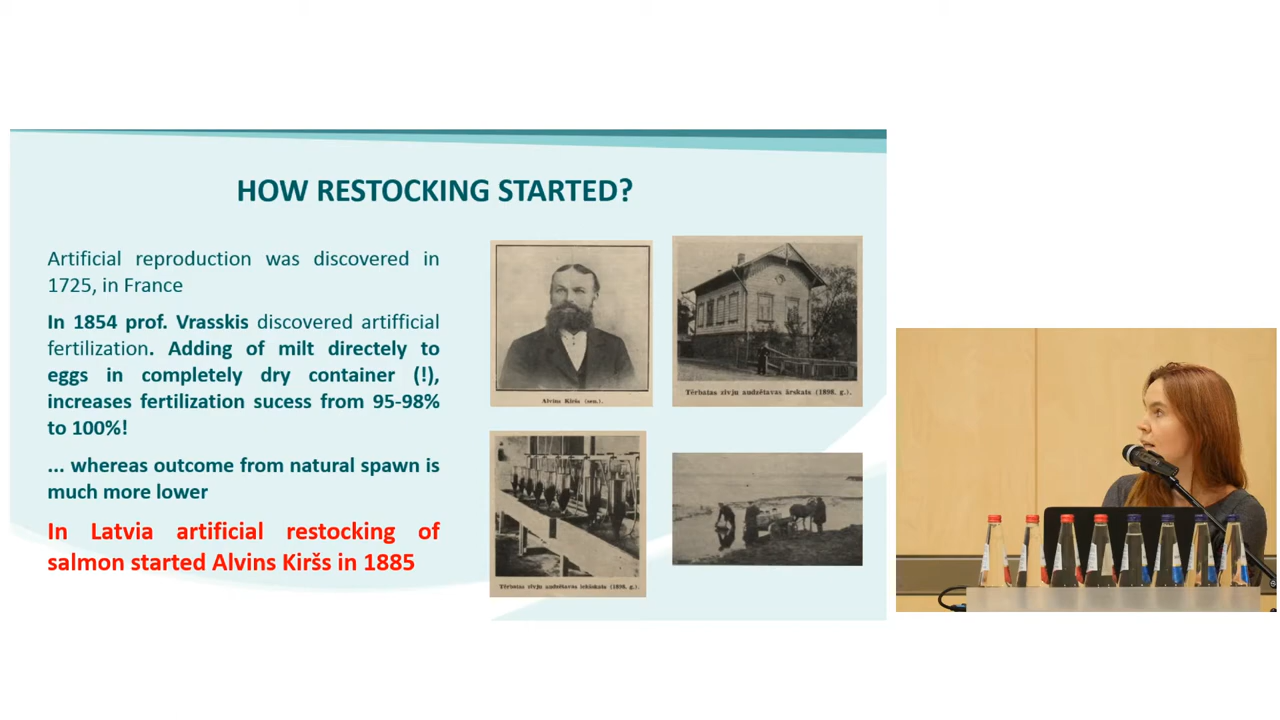 HOW RESTOCKING STARTED?
Artificial reproduction was discovered in
1725, in France
In 1854 prof. Vrasskis discovered artifficial
fertilization. Adding of milt directely to
eggs in completely dry container (!),
increases fertilization sucess from 95-98%
to 100%!
... whereas outcome from natural spawn is
much more lower
In Latvia artificial restocking of
salmon started Alvins Kiršs in 1885
Alvins Kiršs (sen.).
Tērbatas zivju audzētavas ārskats (1898. g.).
Tērbatas zivju audzētavas iekšskats (1898. g.).